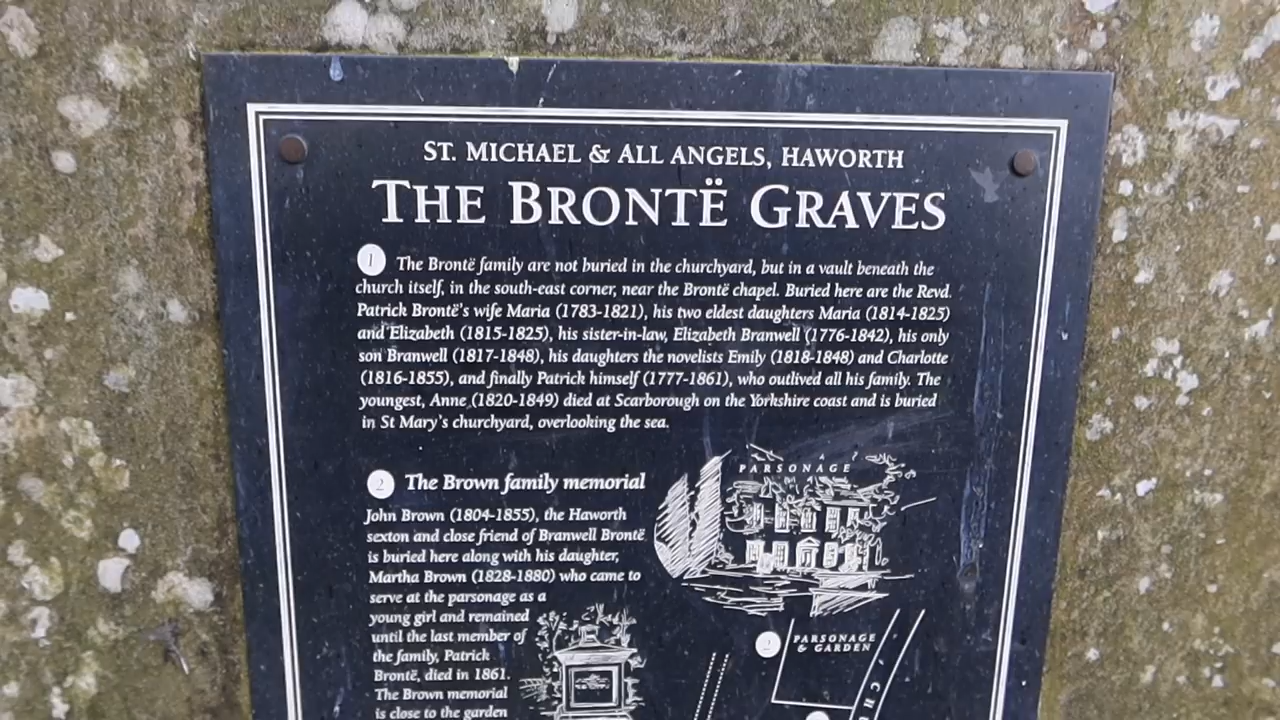 ST. MICHAEL & ALL ANGELS, HAWORTH
THE BRONTË GRAVES
1 The Brontë family are not buried in the churchyard, but in a vault beneath the
church itself, in the south-east corner, near the Brontë chapel. Buried here are the Revd.
Patrick Brontë's wife Maria (1783-1821), his two eldest daughters Maria (1814-1825)
and Elizabeth (1815-1825), his sister-in-law, Elizabeth Branwell (1776-1842), his only
son Branwell (1817-1848), his daughters the novelists Emily (1818-1848) and Charlotte
(1816-1855), and finally Patrick himself (1777-1861), who outlived all his family. The
youngest, Anne (1820-1849) died at Scarborough on the Yorkshire coast and is buried
in St Mary's churchyard, overlooking the sea.
2 The Brown family memorial
John Brown (1804-1855), the Haworth
sexton and close friend of Branwell Brontë
is buried here along with his daughter,
Martha Brown (1828-1880) who came to
serve at the parsonage as a
young girl and remained
until the last member of
the family, Patrick
Brontë, died in 1861.
The Brown memorial
is close to the garden
PARSONAGE
2 PARSONAGE
& GARDEN